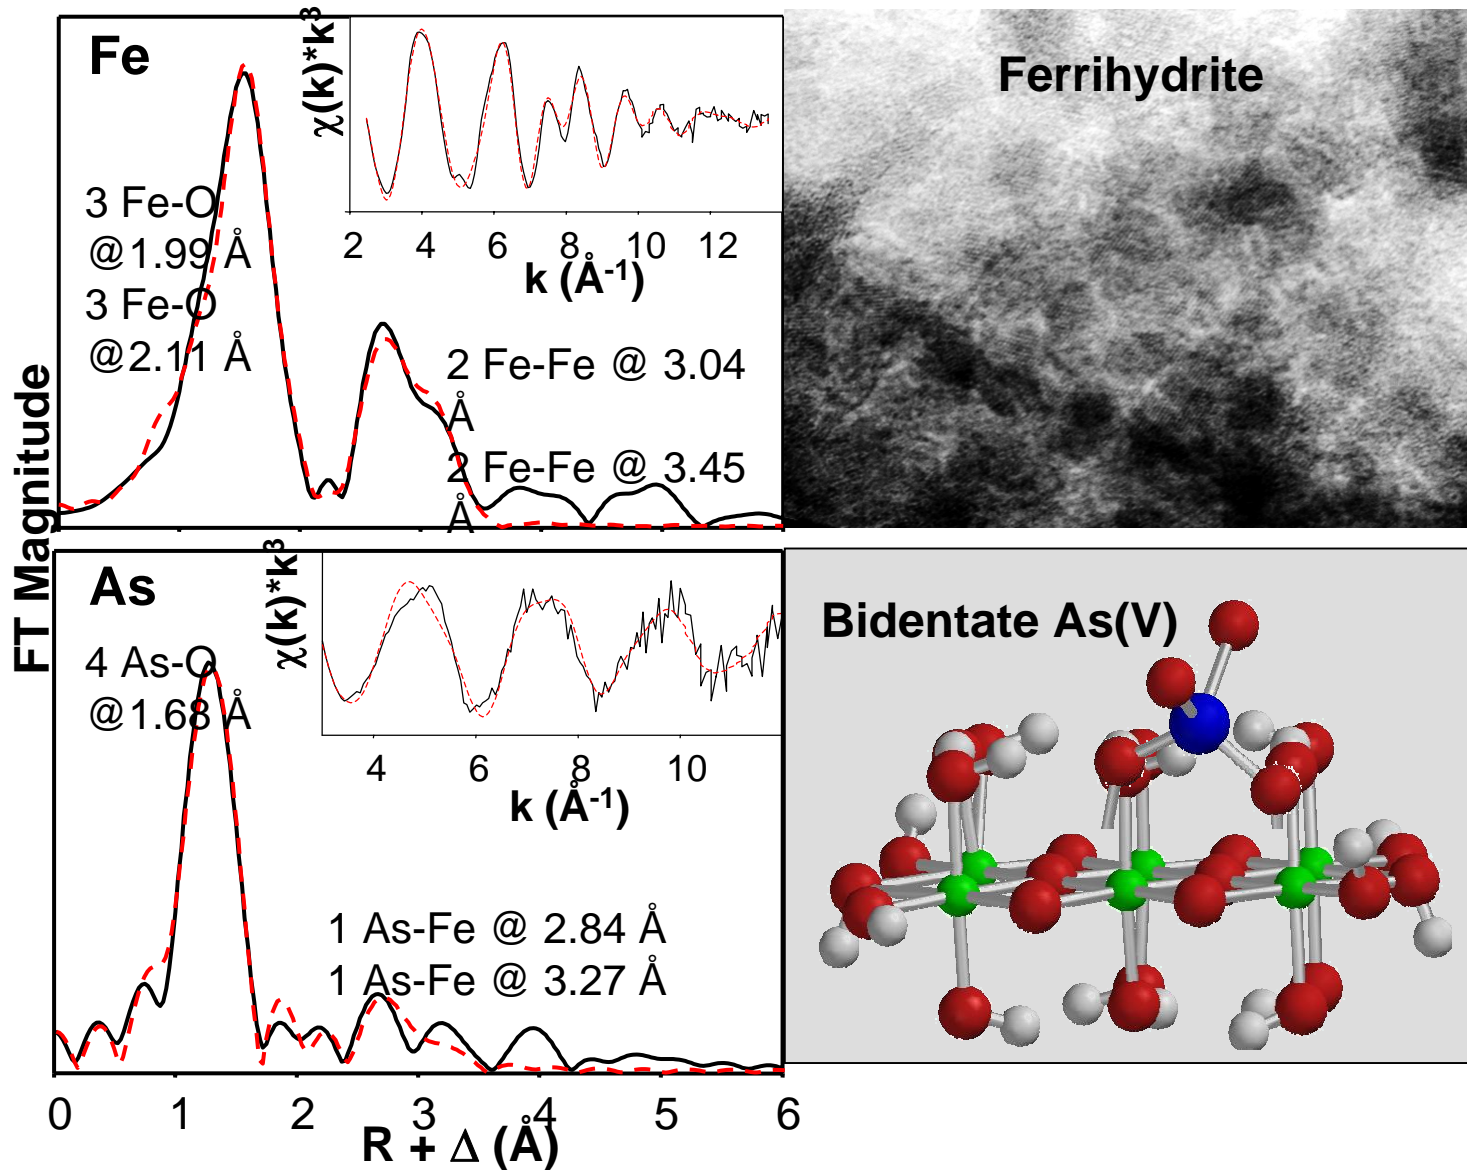 Fe
χ(k)*k³
3 Fe-O
@1.99 Å
3 Fe-O
@2.11 Å
2 4 6 8 10 12
k (Å⁻¹)
2 Fe-Fe @ 3.04
Å
2 Fe-Fe @ 3.45
Å
Ferrihydrite
FT Magnitude
As
χ(k)*k³
4 As-O
@1.68 Å
4 6 8 10
k (Å⁻¹)
1 As-Fe @ 2.84 Å
1 As-Fe @ 3.27 Å
0 1 2 3 4 5 6
R + Δ (Å)
Bidentate As(V)